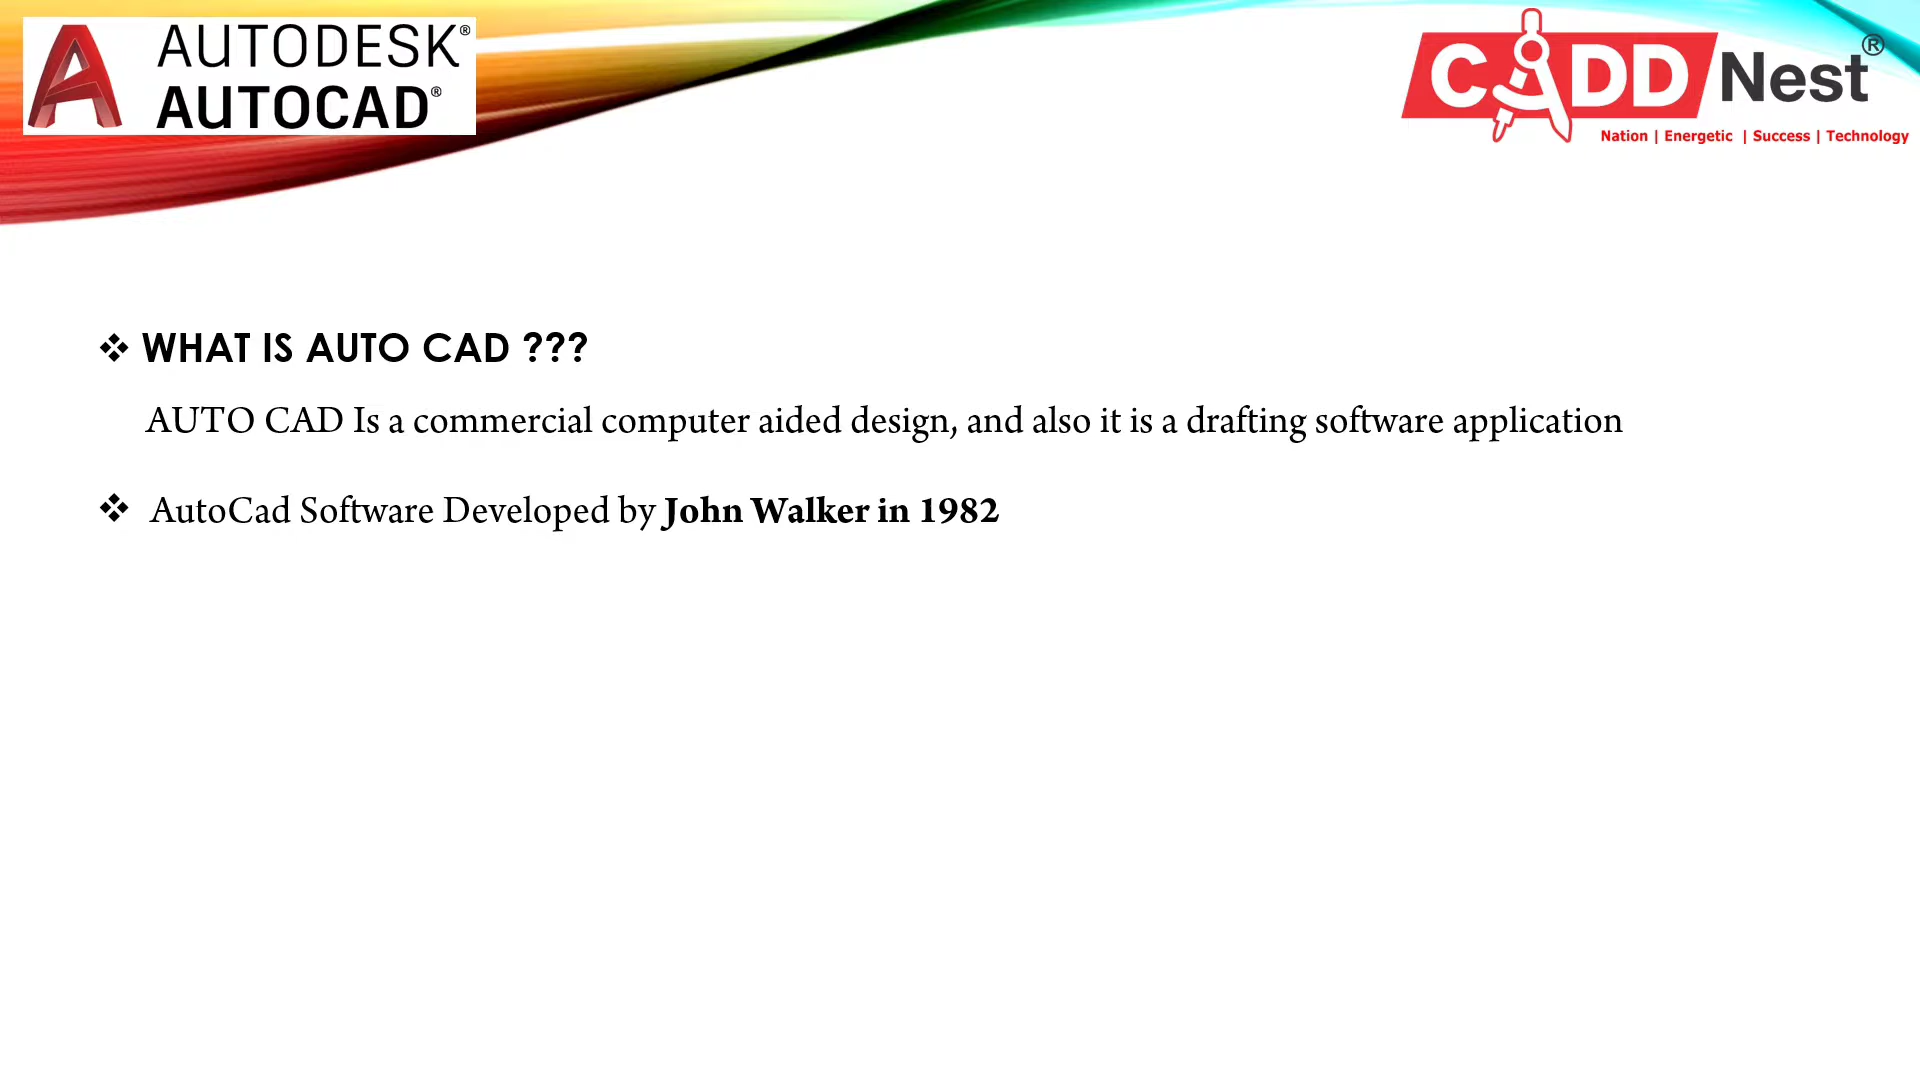 AUTODESK®
AUTOCAD®
CADD Nest®
Nation | Energetic | Success | Technology
❖ WHAT IS AUTO CAD ???
AUTO CAD Is a commercial computer aided design, and also it is a drafting software application
❖ AutoCad Software Developed by John Walker in 1982